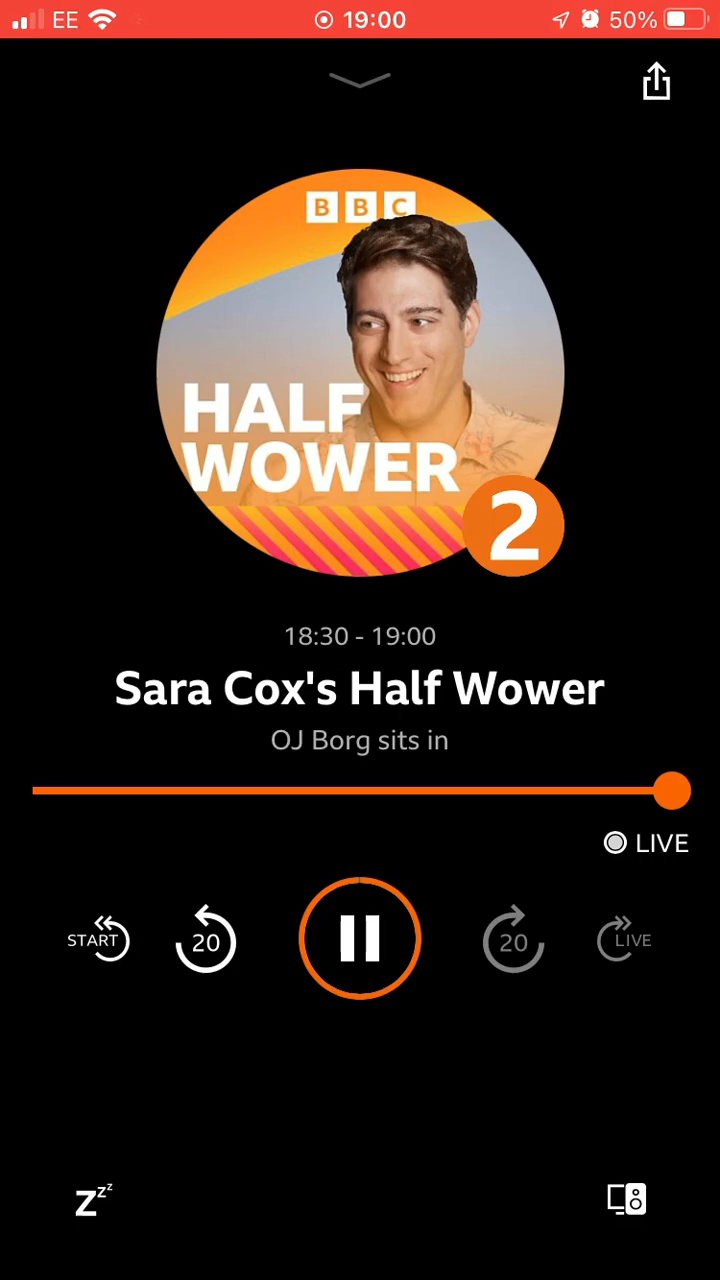 EE 19:00 50%
BBC
HALF
WOWER
2
18:30 - 19:00
Sara Cox's Half Wower
OJ Borg sits in
LIVE
START 20 20 LIVE
Zzz